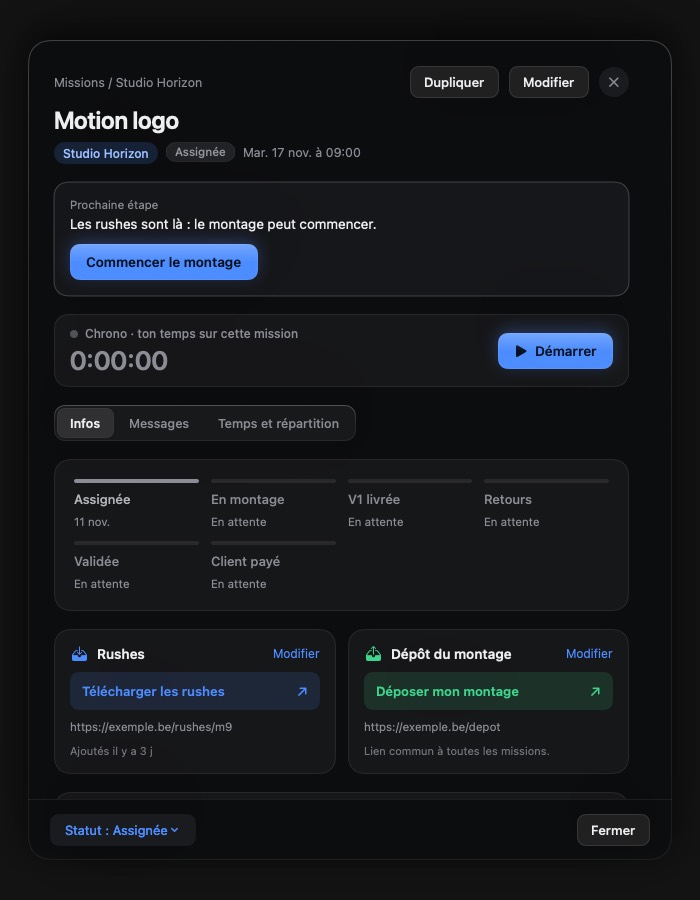 Missions / Studio Horizon
Dupliquer
Modifier
Motion logo
Studio Horizon
Assignée
Mar. 17 nov. à 09:00
Prochaine étape
Les rushes sont là : le montage peut commencer.
Commencer le montage
Chrono · ton temps sur cette mission
0:00:00
Démarrer
Infos
Messages
Temps et répartition
Assignée
11 nov.
En montage
En attente
V1 livrée
En attente
Retours
En attente
Validée
En attente
Client payé
En attente
Rushes
Modifier
Télécharger les rushes
https://exemple.be/rushes/m9
Ajoutés il y a 3 j
Dépôt du montage
Modifier
Déposer mon montage
https://exemple.be/depot
Lien commun à toutes les missions.
Statut : Assignée
Fermer